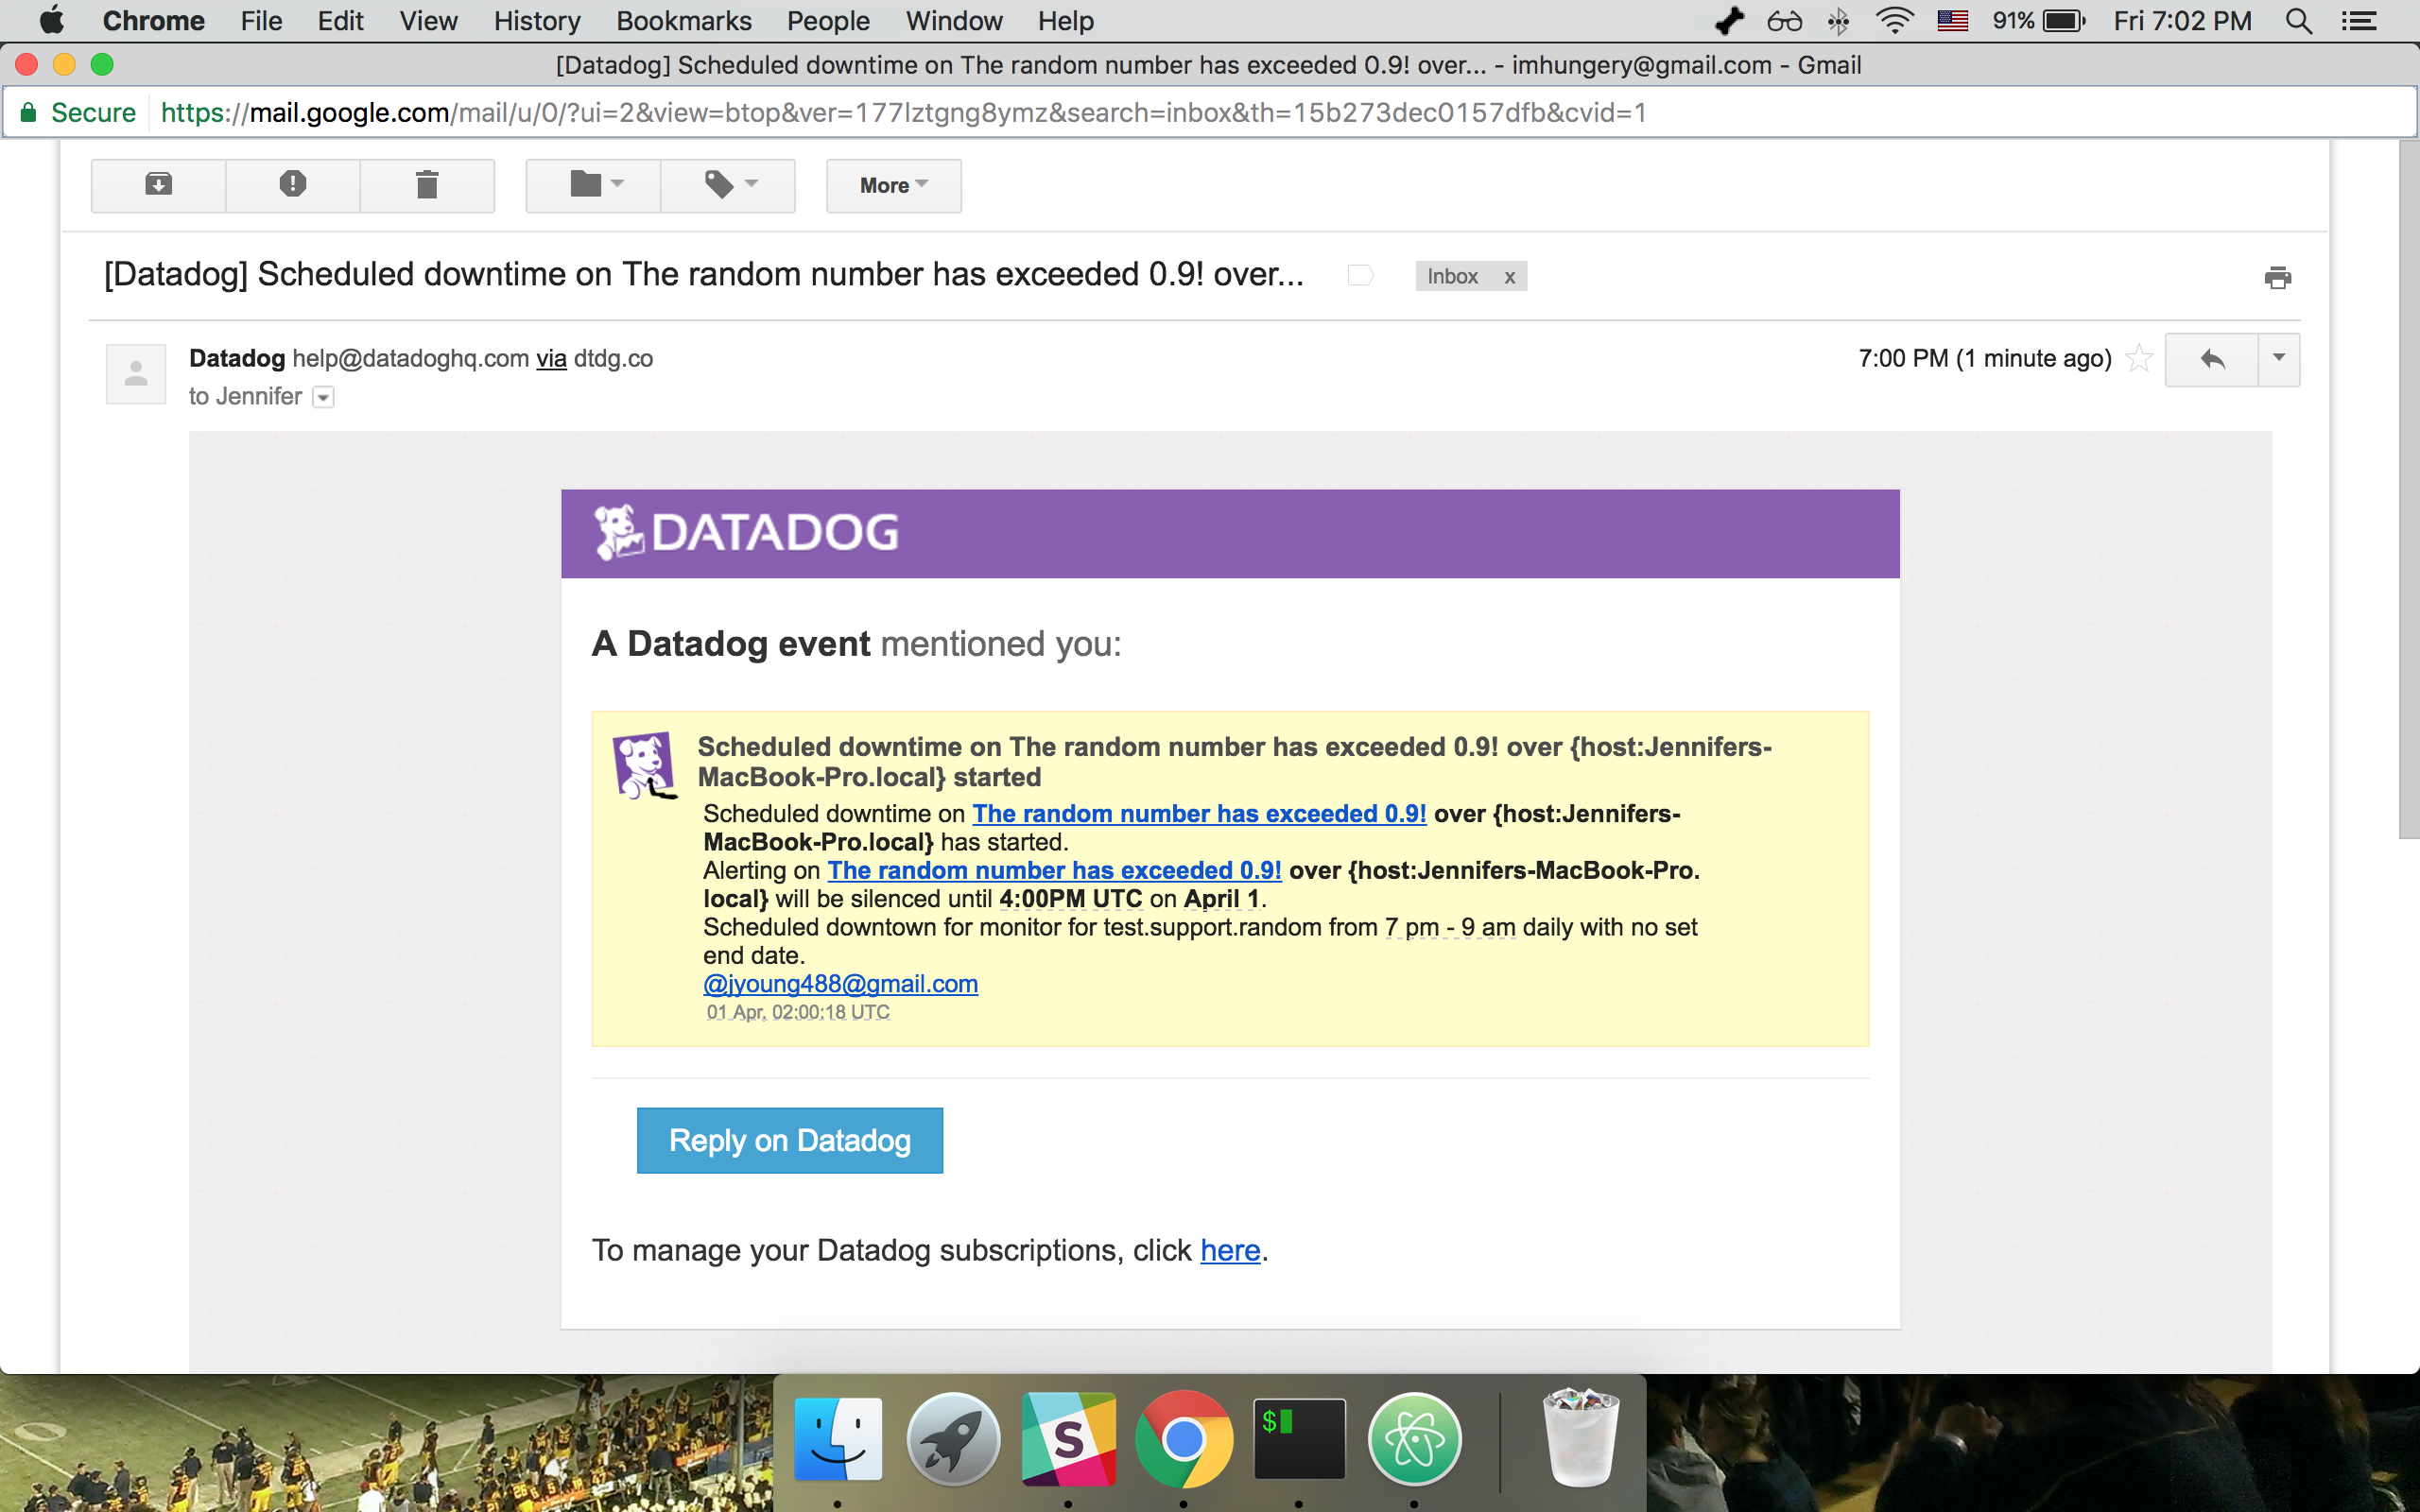 Chrome File Edit View History Bookmarks People Window Help 91% Fri 7:02 PM
[Datadog] Scheduled downtime on The random number has exceeded 0.9! over... - imhungery@gmail.com - Gmail
Secure https://mail.google.com/mail/u/0/?ui=2&view=btop&ver=177lztgng8ymz&search=inbox&th=15b273dec0157dfb&cvid=1
More
[Datadog] Scheduled downtime on The random number has exceeded 0.9! over... Inbox x
Datadog help@datadoghq.com via dtdg.co 7:00 PM (1 minute ago)
to Jennifer
DATADOG
A Datadog event mentioned you:
Scheduled downtime on The random number has exceeded 0.9! over {host:Jennifers-
MacBook-Pro.local} started
Scheduled downtime on The random number has exceeded 0.9! over {host:Jennifers-
MacBook-Pro.local} has started.
Alerting on The random number has exceeded 0.9! over {host:Jennifers-MacBook-Pro.
local} will be silenced until 4:00PM UTC on April 1.
Scheduled downtown for monitor for test.support.random from 7 pm - 9 am daily with no set
end date.
@jyoung488@gmail.com
01 Apr, 02:00:18 UTC
Reply on Datadog
To manage your Datadog subscriptions, click here.
S
$